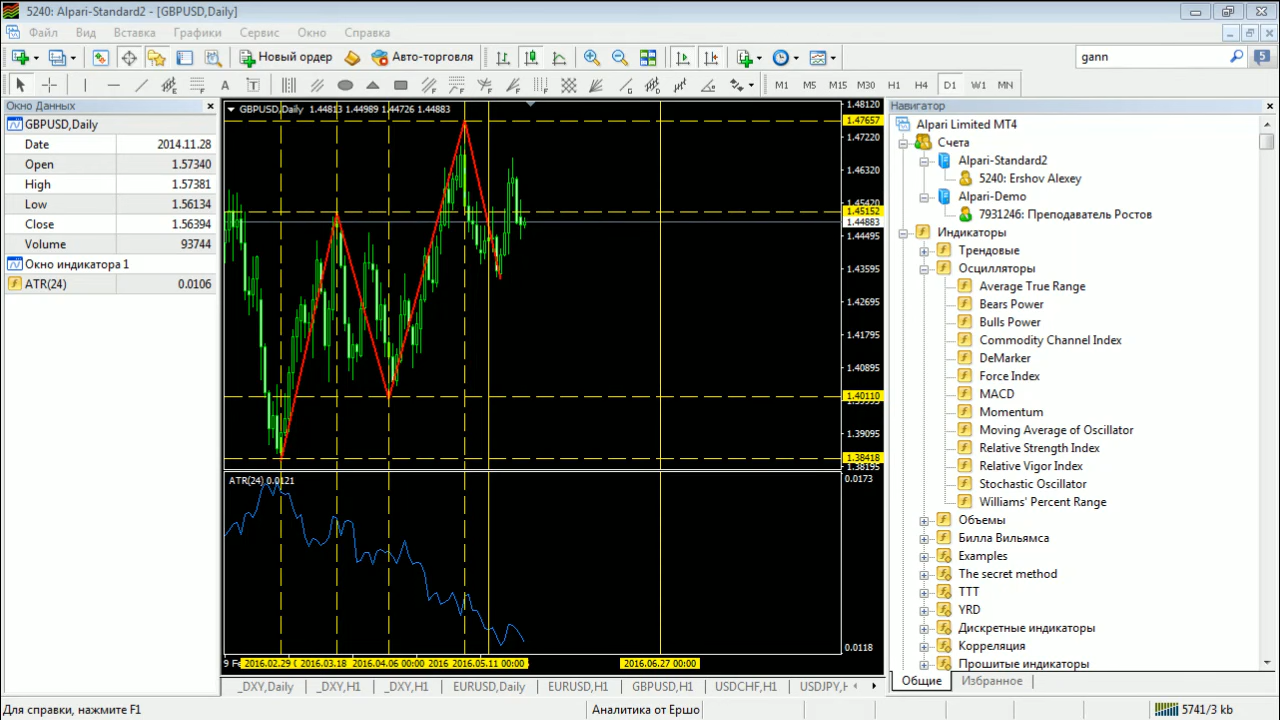 5240: Alpari-Standard2 - [GBPUSD,Daily]
Файл Вид Вставка Графики Сервис Окно Справка
Новый ордер Авто-торговля gann 5
A T M1 M5 M15 M30 H1 H4 D1 W1 MN
Окно Данных
GBPUSD,Daily
Date 2014.11.28
Open 1.57340
High 1.57381
Low 1.56134
Close 1.56394
Volume 93744
Окно индикатора 1
ATR(24) 0.0106
GBPUSD,Daily 1.44813 1.44989 1.44726 1.44883
1.48120
1.47657
1.47220
1.46320
1.45420
1.45152
1.44883
1.44495
1.43595
1.42695
1.41795
1.40895
1.40110
1.39095
1.38418
1.38195
ATR(24) 0.0121
0.0173
0.0118
9 Fe 2016.02.29 2016.03.18 2016.04.06 00:00 2016 2016.05.11 00:00 2016.06.27 00:00
_DXY,Daily _DXY,H1 _DXY,H1 EURUSD,Daily EURUSD,H1 GBPUSD,H1 USDCHF,H1 USDJPY,H
Навигатор
Alpari Limited MT4
Счета
Alpari-Standard2
5240: Ershov Alexey
Alpari-Demo
7931246: Преподаватель Ростов
Индикаторы
Трендовые
Осцилляторы
Average True Range
Bears Power
Bulls Power
Commodity Channel Index
DeMarker
Force Index
MACD
Momentum
Moving Average of Oscillator
Relative Strength Index
Relative Vigor Index
Stochastic Oscillator
Williams' Percent Range
Объемы
Билла Вильямса
Examples
The secret method
TTT
YRD
Дискретные индикаторы
Корреляция
Прошитые индикаторы
Общие Избранное
Для справки, нажмите F1 Аналитика от Ершо 5741/3 kb